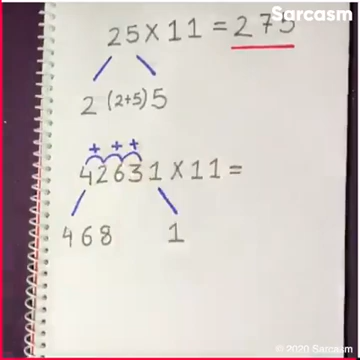 Sarcasm
25 X 11 = 275
2 (2+5) 5
+ + +
42631 X 11 =
468 1
© 2020 Sarcasm